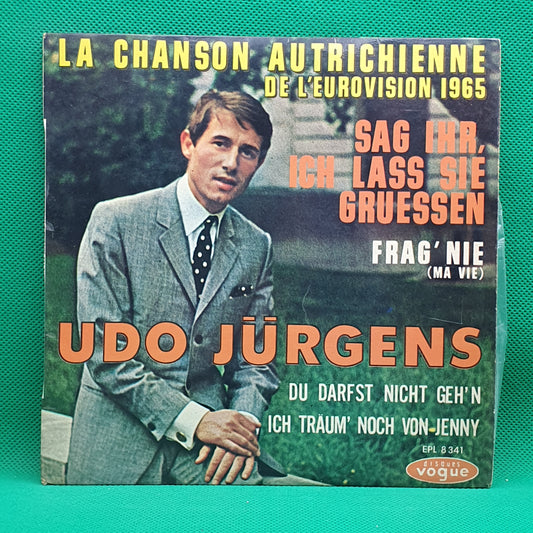 LA CHANSON AUTRICHIENNE
DE L'EUROVISION 1965
SAG IHR,
ICH LASS SIE
GRUESSEN
FRAG' NIE
(MA VIE)
UDO JÜRGENS
DU DARFST NICHT GEH'N
ICH TRÄUM' NOCH VON JENNY
EPL 8 341
disques
vogue